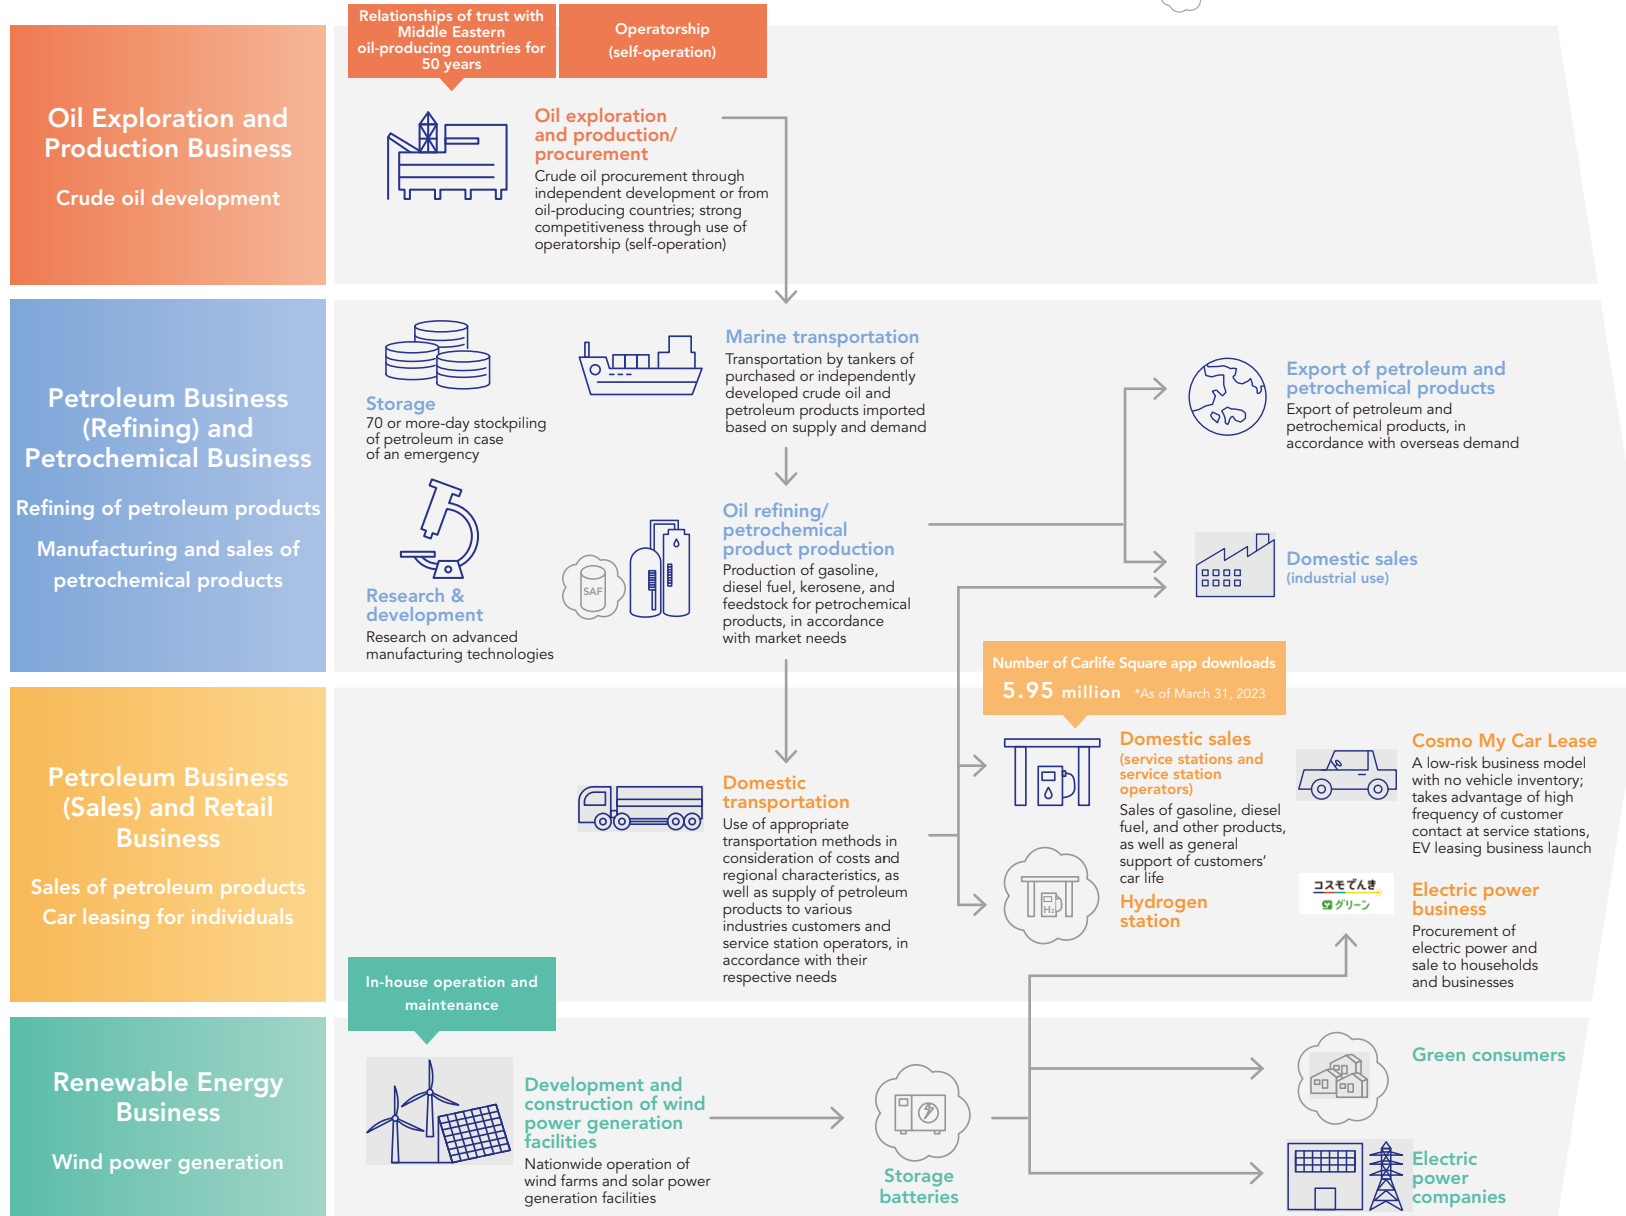 Relationships of trust with
Middle Eastern
oil-producing countries for
50 years
Operatorship
(self-operation)
Oil Exploration and
Production Business
Crude oil development
Oil exploration
and production/
procurement
Crude oil procurement through
independent development or from
oil-producing countries; strong
competitiveness through use of
operatorship (self-operation)
Petroleum Business
(Refining) and
Petrochemical Business
Refining of petroleum products
Manufacturing and sales of
petrochemical products
Storage
70 or more-day stockpiling
of petroleum in case
of an emergency
Research &
development
Research on advanced
manufacturing technologies
Marine transportation
Transportation by tankers of
purchased or independently
developed crude oil and
petroleum products imported
based on supply and demand
SAF
Oil refining/
petrochemical
product production
Production of gasoline,
diesel fuel, kerosene, and
feedstock for petrochemical
products, in accordance
with market needs
Export of petroleum and
petrochemical products
Export of petroleum and
petrochemical products, in
accordance with overseas demand
Domestic sales
(industrial use)
Petroleum Business
(Sales) and Retail
Business
Sales of petroleum products
Car leasing for individuals
Domestic
transportation
Use of appropriate
transportation methods in
consideration of costs and
regional characteristics, as
well as supply of petroleum
products to various
industries customers and
service station operators, in
accordance with their
respective needs
Number of Carlife Square app downloads
5.95 million *As of March 31, 2023
Domestic sales
(service stations and
service station
operators)
Sales of gasoline, diesel
fuel, and other products,
as well as general
support of customers'
car life
H2
Hydrogen
station
Cosmo My Car Lease
A low-risk business model
with no vehicle inventory;
takes advantage of high
frequency of customer
contact at service stations,
EV leasing business launch
コスモでんき
グリーン
Electric power
business
Procurement of
electric power and
sale to households
and businesses
Renewable Energy
Business
Wind power generation
In-house operation and
maintenance
Development and
construction of wind
power generation
facilities
Nationwide operation of
wind farms and solar power
generation facilities
Storage
batteries
Green consumers
Electric
power
companies